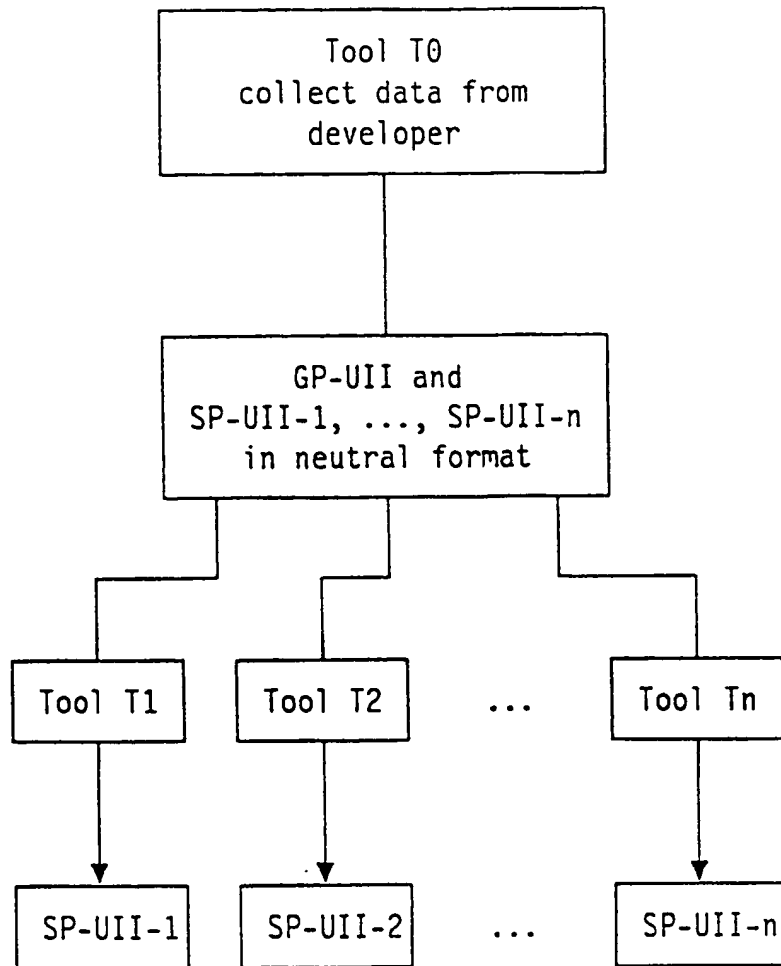 Tool T0
collect data from
developer
GP-UII and
SP-UII-1, ..., SP-UII-n
in neutral format
Tool T1
Tool T2
...
Tool Tn
SP-UII-1
SP-UII-2
...
SP-UII-n